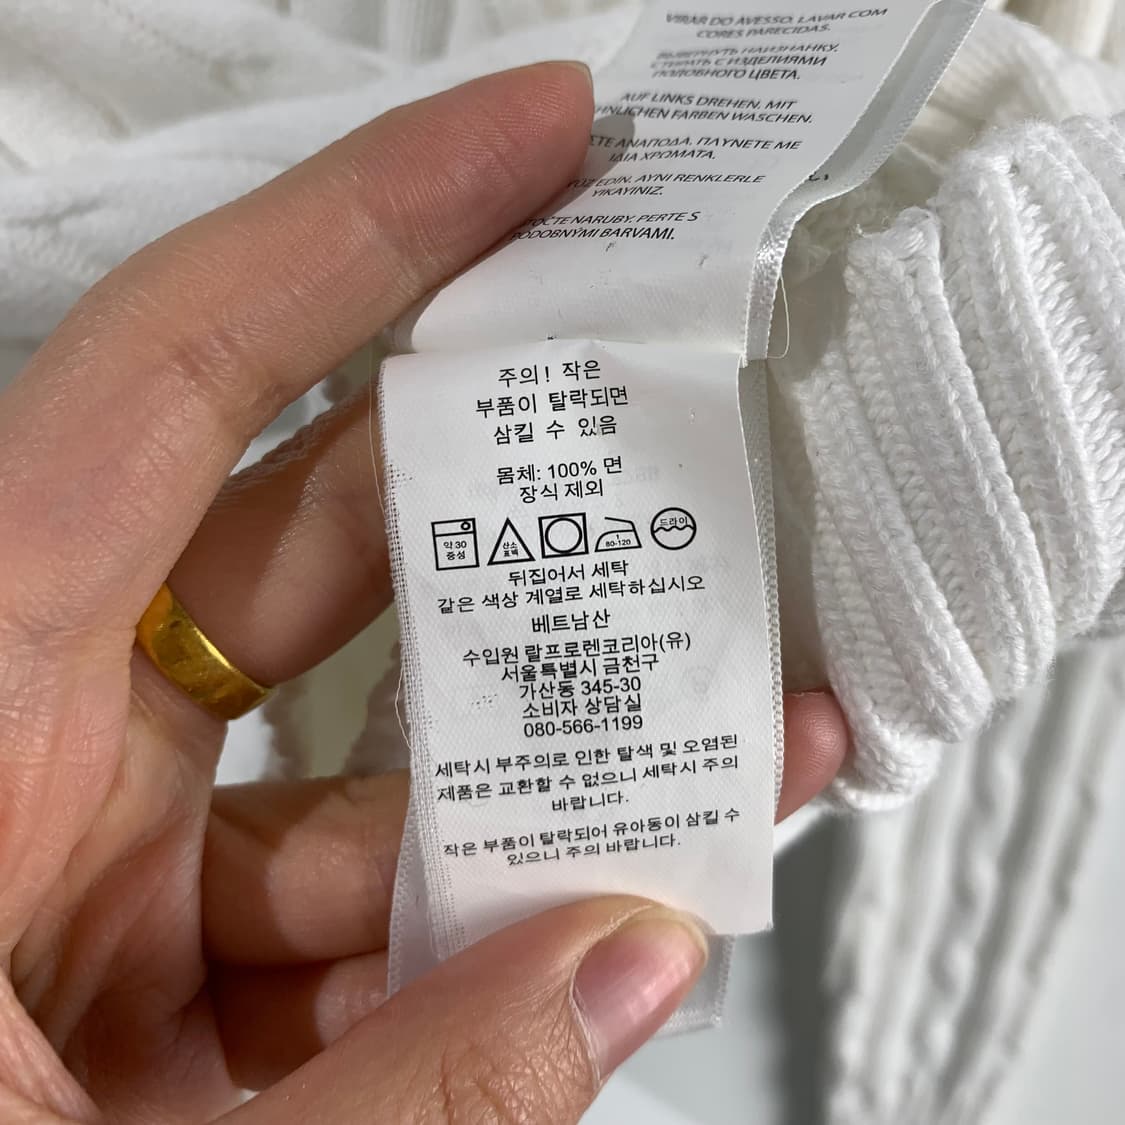 VIRAR DO AVESSO. LAVAR COM
CORES PARECIDAS.
ВЫВЕРНУТЬ НАИЗНАНКУ.
СТИРАТЬ С ИЗДЕЛИЯМИ
ПОДОБНОГО ЦВЕТА.
AUF LINKS DREHEN. MIT
HNLICHEN FARBEN WASCHEN.
ΑΝΑΠΟΔΑ. ΠΛΥΝΕΤΕ ΜΕ
ΙΔΙΑ ΧΡΩΜΑΤΑ.
EDİN. AYNI RENKLERLE
YIKAYINIZ.
NARUBY. PERTE S
PODOBNÝMI BARVAMI.
주의! 작은
부품이 탈락되면
삼킬 수 있음
몸체: 100% 면
장식 제외
약 30
중성
산소
표백
1
80-120
드라이
뒤집어서 세탁
같은 색상 계열로 세탁하십시오
베트남산
수입원 랄프로렌코리아(유)
서울특별시 금천구
가산동 345-30
소비자 상담실
080-566-1199
세탁시 부주의로 인한 탈색 및 오염된
제품은 교환할 수 없으니 세탁시 주의
바랍니다.
작은 부품이 탈락되어 유아동이 삼킬 수
있으니 주의 바랍니다.